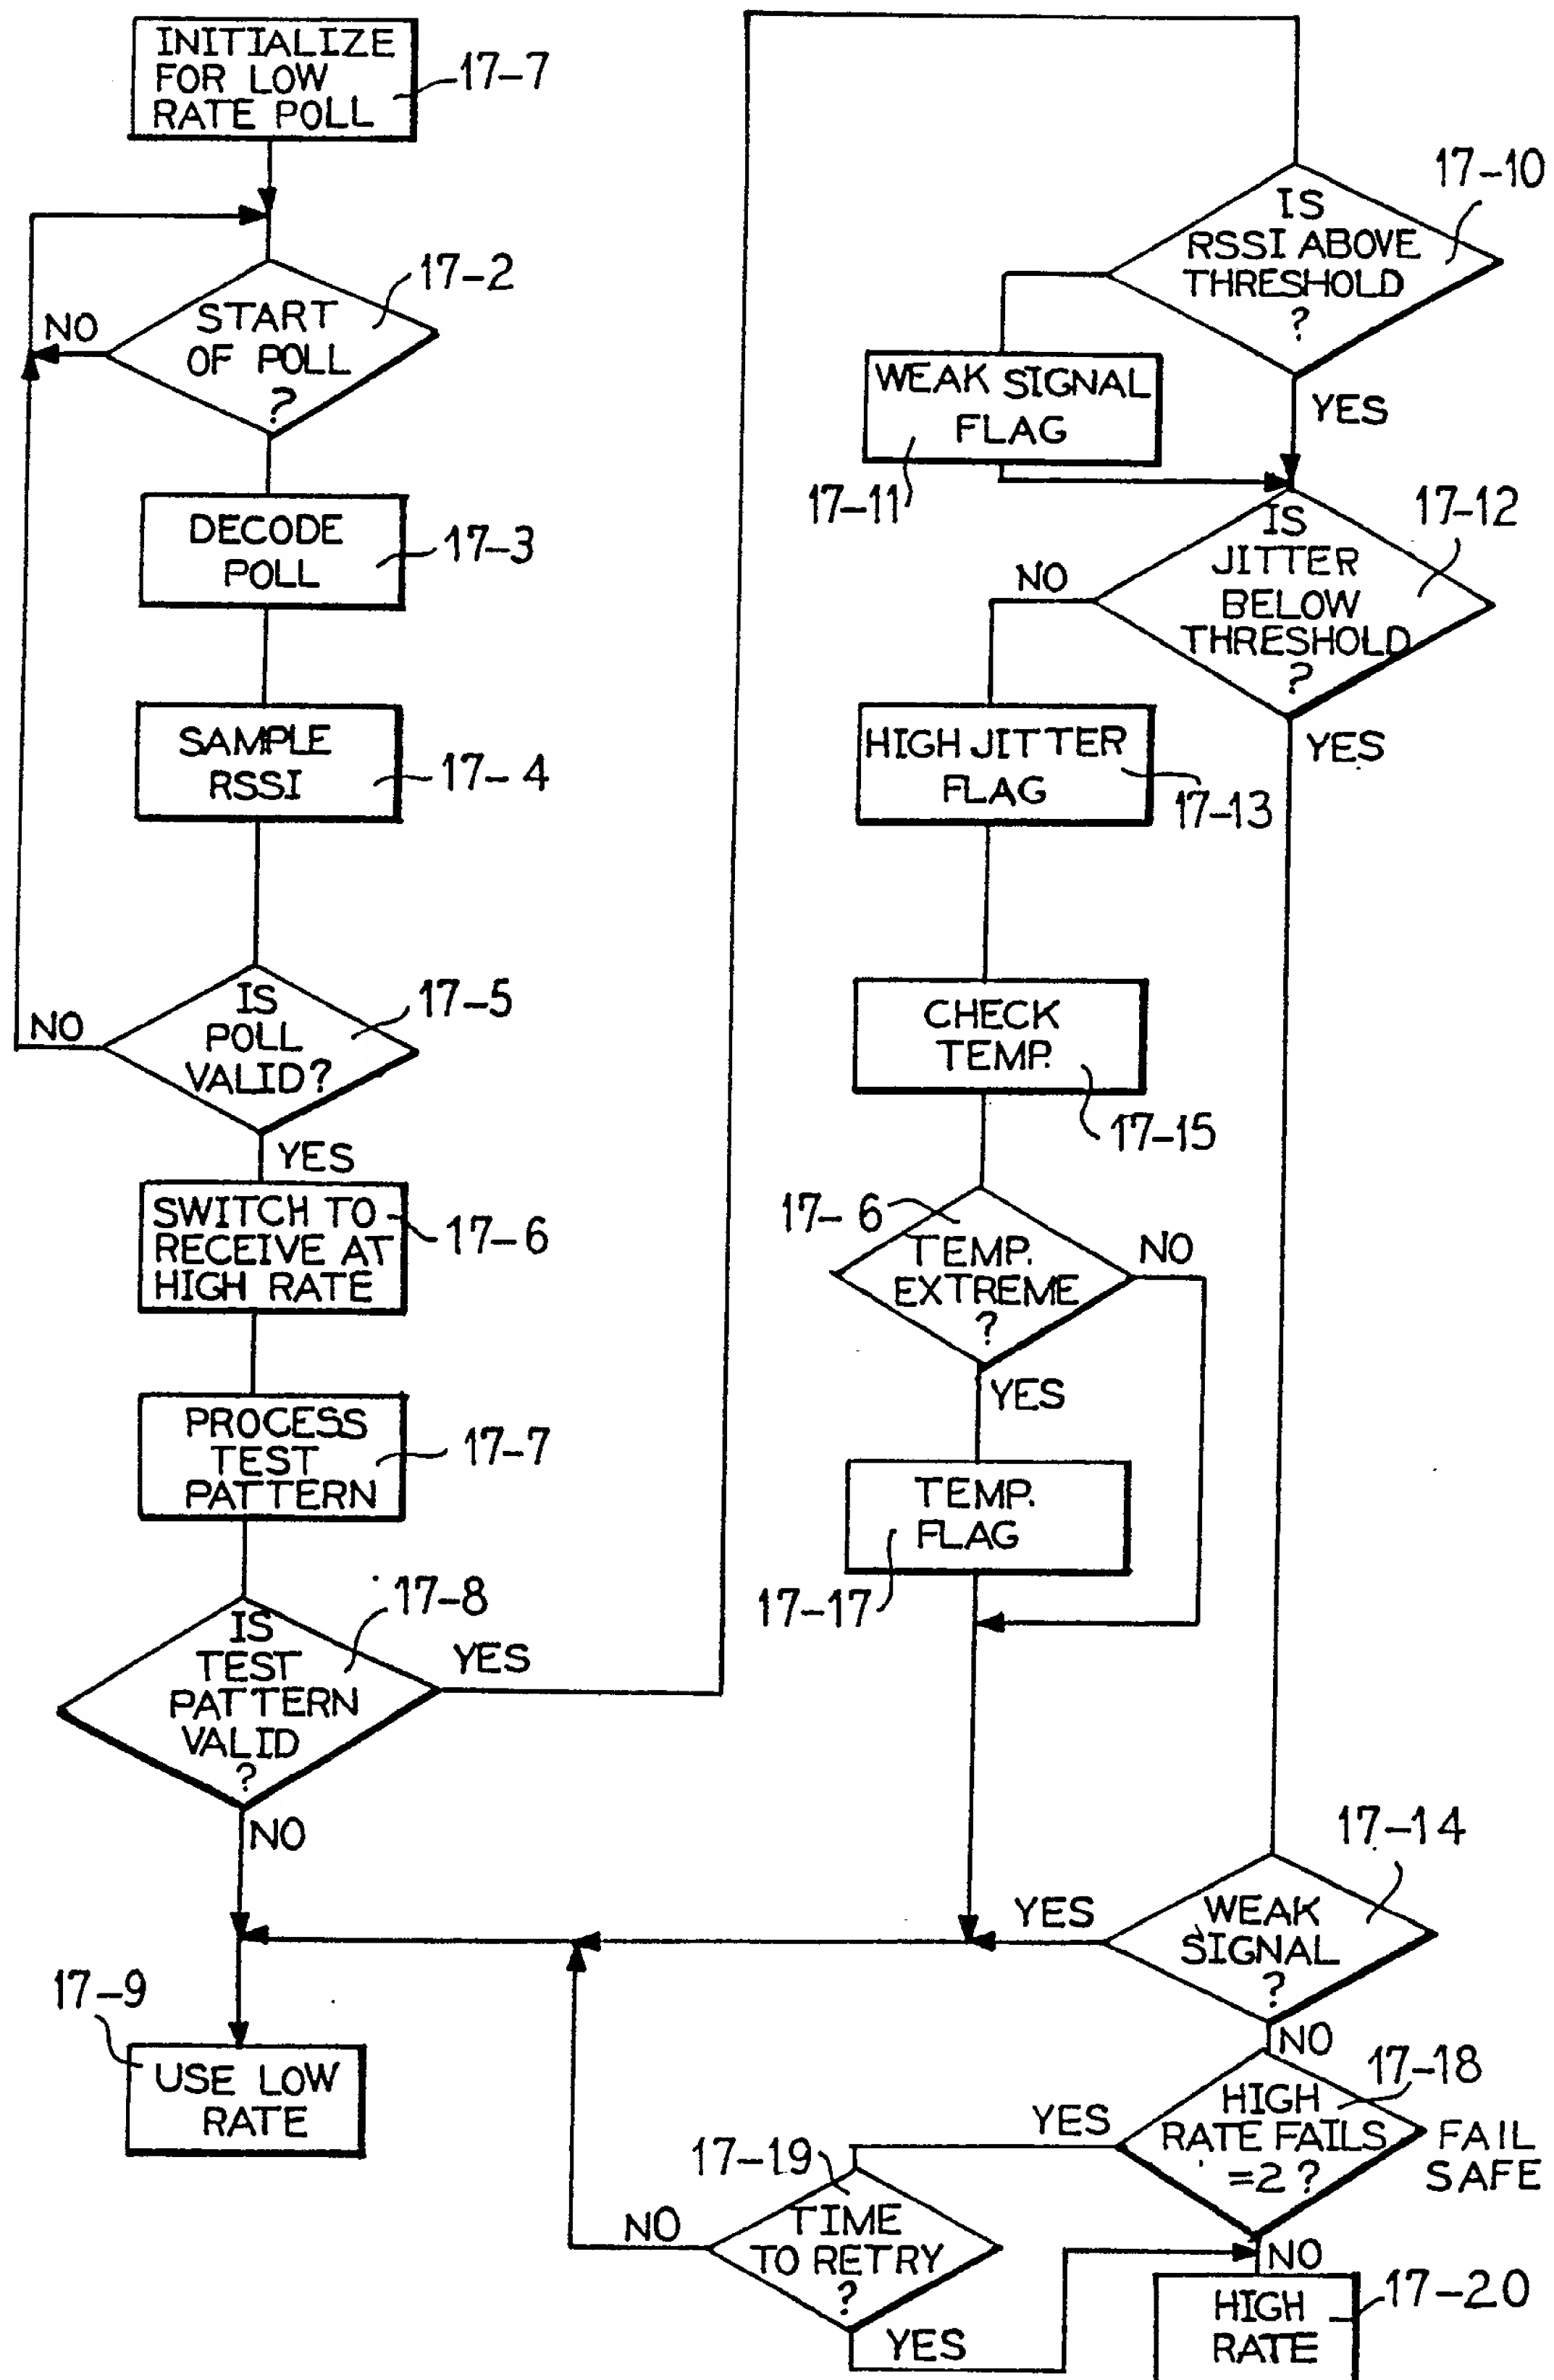 INITIALIZE
FOR LOW
RATE POLL
17-7
17-2
START
OF POLL
?
NO
DECODE
POLL
17-3
SAMPLE
RSSI
17-4
IS
POLL
VALID?
17-5
NO
YES
SWITCH TO
RECEIVE AT
HIGH RATE
17-6
PROCESS
TEST
PATTERN
17-7
17-8
IS
TEST
PATTERN
VALID
?
YES
NO
17-9
USE LOW
RATE
17-10
IS
RSSI ABOVE
THRESHOLD
?
YES
WEAK SIGNAL
FLAG
17-11
17-12
IS
JITTER
BELOW
THRESHOLD
?
NO
YES
HIGH JITTER
FLAG
17-13
CHECK
TEMP.
17-15
17-6
TEMP.
EXTREME
?
NO
YES
TEMP.
FLAG
17-17
17-14
WEAK
SIGNAL
?
YES
NO
17-18
HIGH
RATE FAILS
=2 ?
FAIL
SAFE
YES
NO
17-19
TIME
TO RETRY
?
NO
YES
HIGH
RATE
17-20